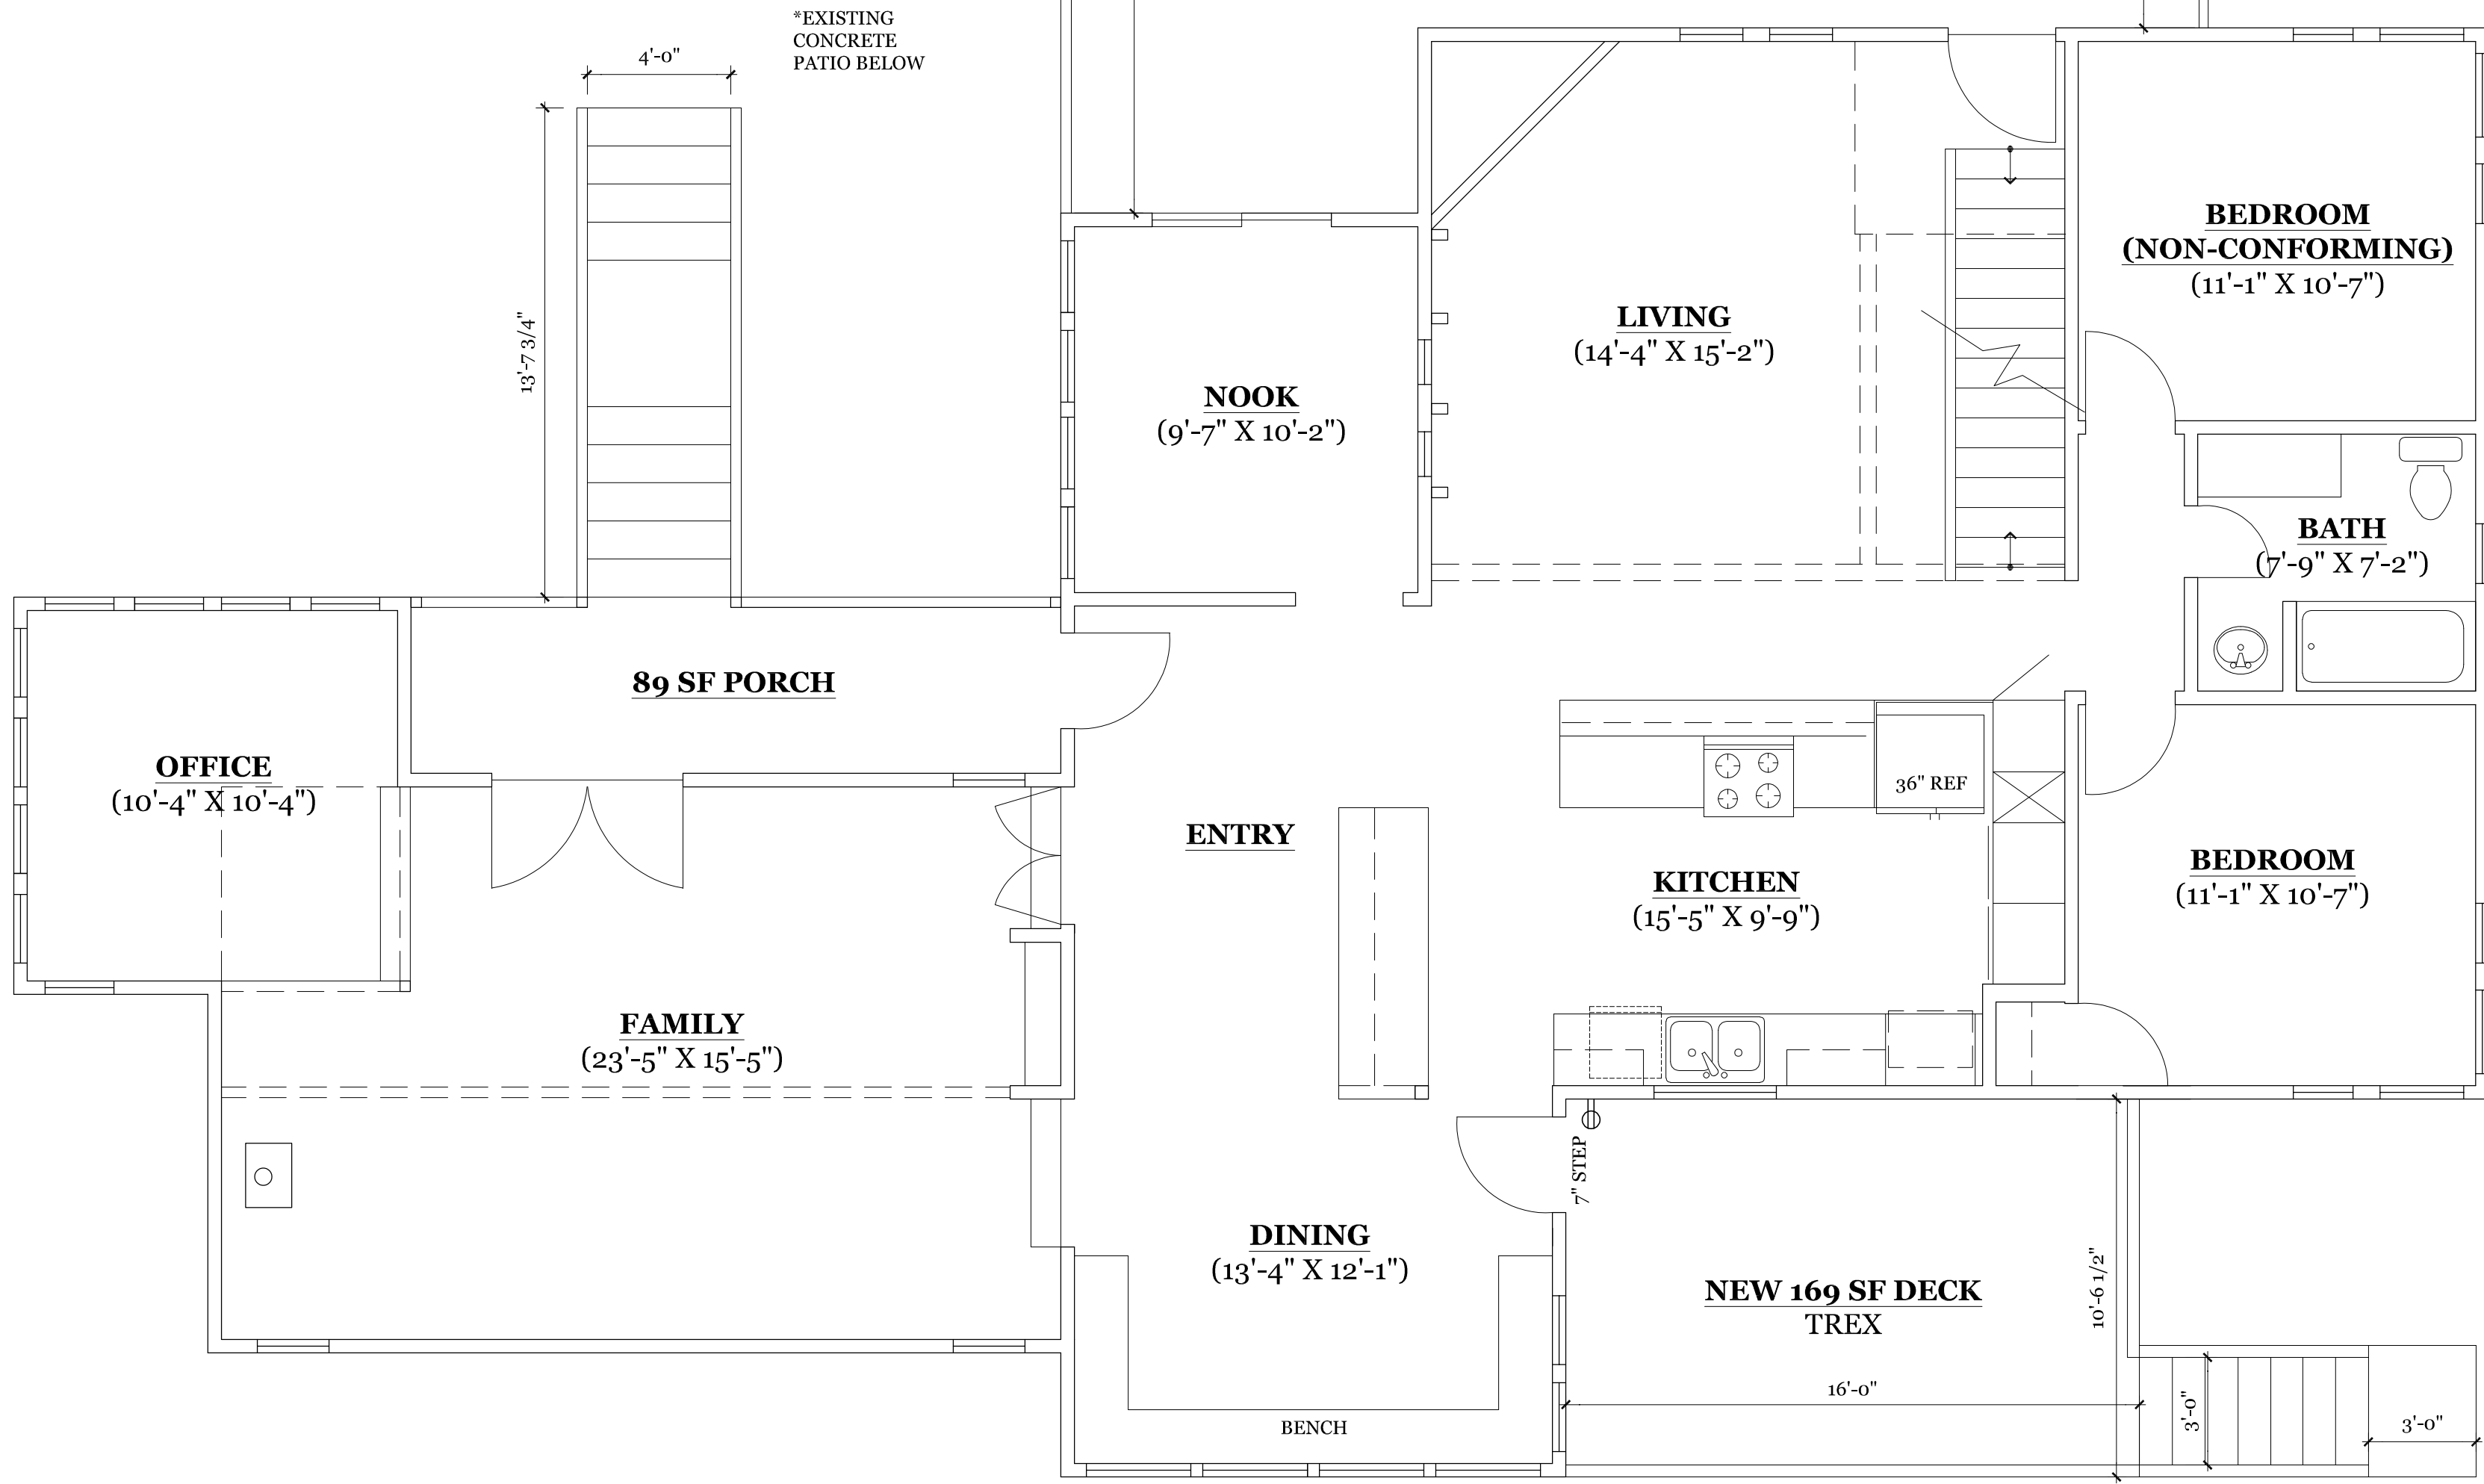 *EXISTING
CONCRETE
PATIO BELOW
4'-0"
13'-7 3/4"
BEDROOM
(NON-CONFORMING)
(11'-1" X 10'-7")
LIVING
(14'-4" X 15'-2")
NOOK
(9'-7" X 10'-2")
BATH
(7'-9" X 7'-2")
89 SF PORCH
OFFICE
(10'-4" X 10'-4")
ENTRY
36" REF
KITCHEN
(15'-5" X 9'-9")
BEDROOM
(11'-1" X 10'-7")
FAMILY
(23'-5" X 15'-5")
7" STEP
DINING
(13'-4" X 12'-1")
NEW 169 SF DECK
TREX
10'-6 1/2"
16'-0"
3'-0"
3'-0"
BENCH